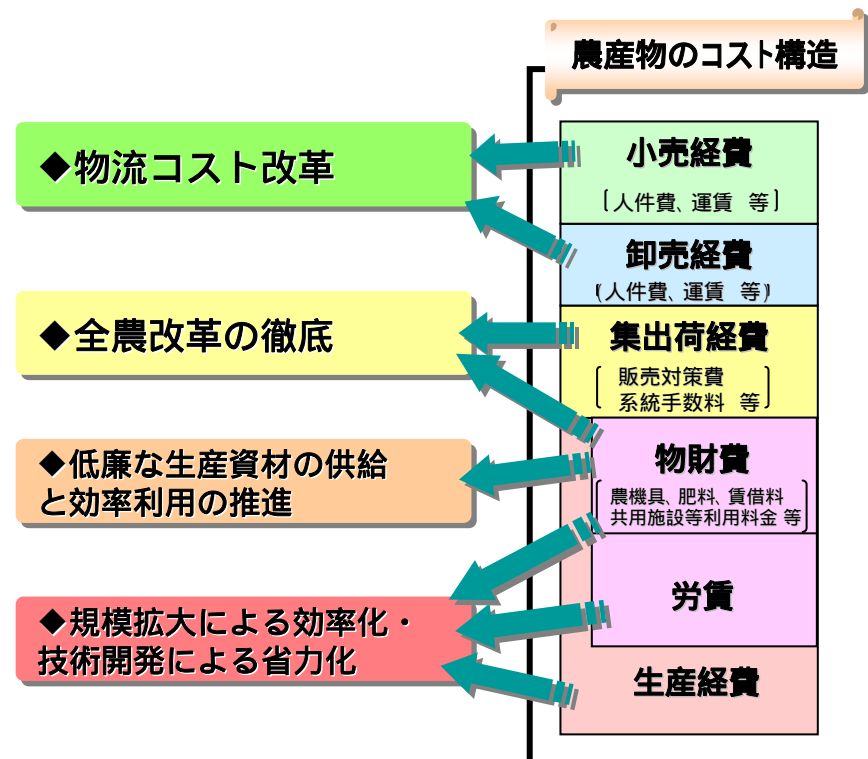 農産物のコスト構造
◆物流コスト改革
◆全農改革の徹底
◆低廉な生産資材の供給
と効率利用の推進
◆規模拡大による効率化・
技術開発による省力化
小売経費
〔人件費、運賃 等〕
卸売経費
(人件費、運賃 等)
集出荷経費
販売対策費
系統手数料 等
物財費
農機具、肥料、賃借料
共用施設等利用料金 等
労賃
生産経費